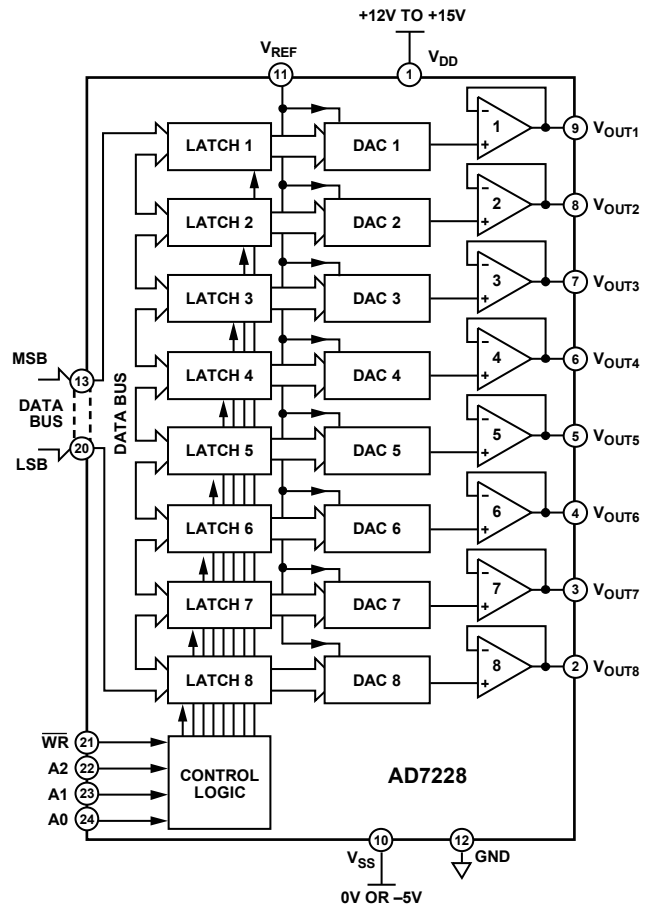 +12V TO +15V
VREF
VDD
11
1
LATCH 1
DAC 1
1
9
VOUT1
LATCH 2
DAC 2
2
8
VOUT2
LATCH 3
DAC 3
3
7
VOUT3
MSB
13
LATCH 4
DAC 4
4
6
VOUT4
DATA
BUS
DATA BUS
LSB
20
LATCH 5
DAC 5
5
5
VOUT5
LATCH 6
DAC 6
6
4
VOUT6
LATCH 7
DAC 7
7
3
VOUT7
LATCH 8
DAC 8
8
2
VOUT8
WR
21
A2
22
A1
23
A0
24
CONTROL
LOGIC
AD7228
VSS
10
12
GND
0V OR –5V